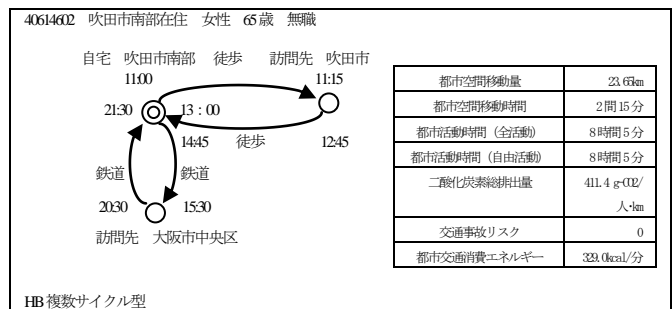 40614602 吹田市南部在住 女性 65歳 無職
自宅 吹田市南部 徒歩 訪問先 吹田市
11:00 11:15
21:30 13：00
14:45 徒歩 12:45
鉄道 鉄道
20:30 15:30
訪問先 大阪市中央区
HB 複数サイクル型
都市空間移動量 23.65km
都市空間移動時間 2間15分
都市活動時間（全活動） 8時間5分
都市活動時間（自由活動） 8時間5分
二酸化炭素総排出量 411.4 g-CO2/
人・km
交通事故リスク 0
都市交通消費エネルギー 329.0kcal/分